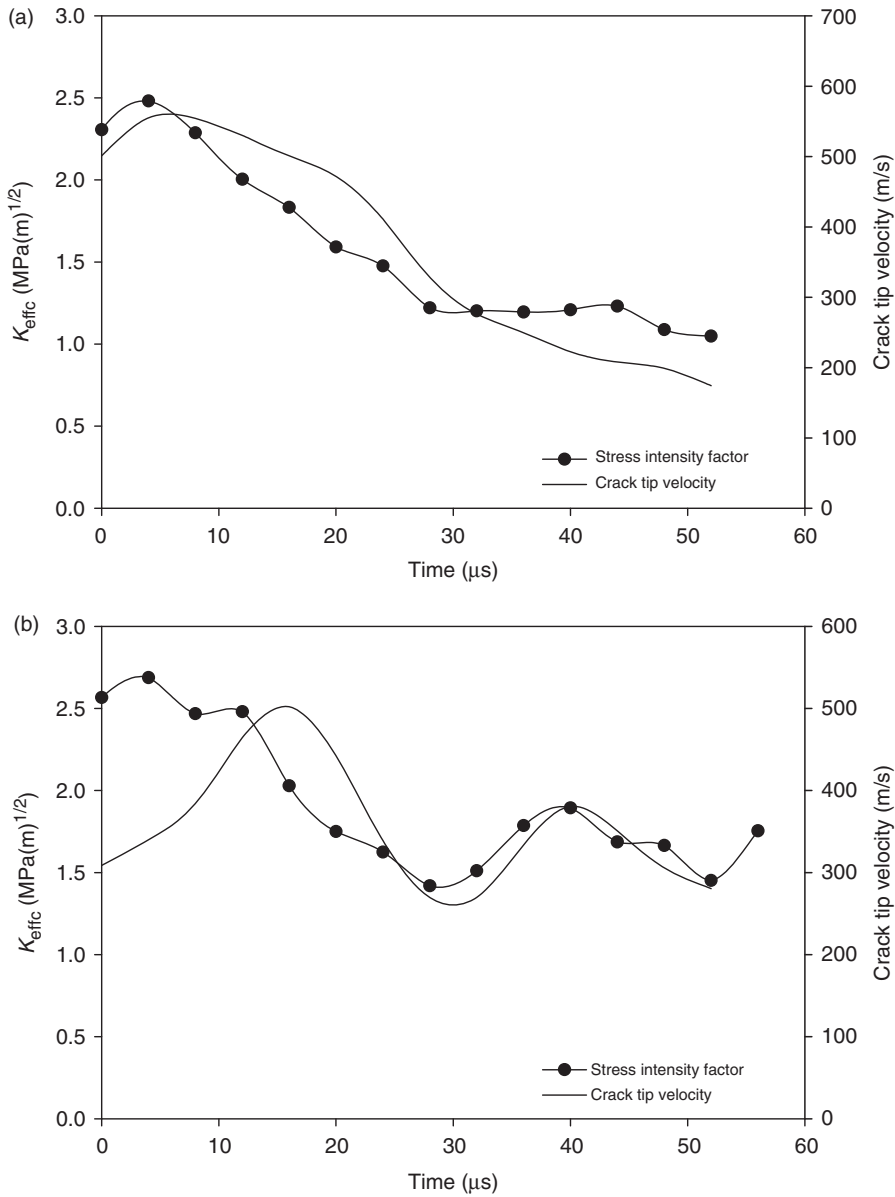 (a)
3.0
2.5
2.0
1.5
1.0
0.5
0.0
K_effc (MPa(m)^1/2)
700
600
500
400
300
200
100
0
Crack tip velocity (m/s)
Stress intensity factor
Crack tip velocity
0 10 20 30 40 50 60
Time (μs)
(b)
3.0
2.5
2.0
1.5
1.0
0.5
0.0
K_effc (MPa(m)^1/2)
600
500
400
300
200
100
0
Crack tip velocity (m/s)
Stress intensity factor
Crack tip velocity
0 10 20 30 40 50 60
Time (μs)